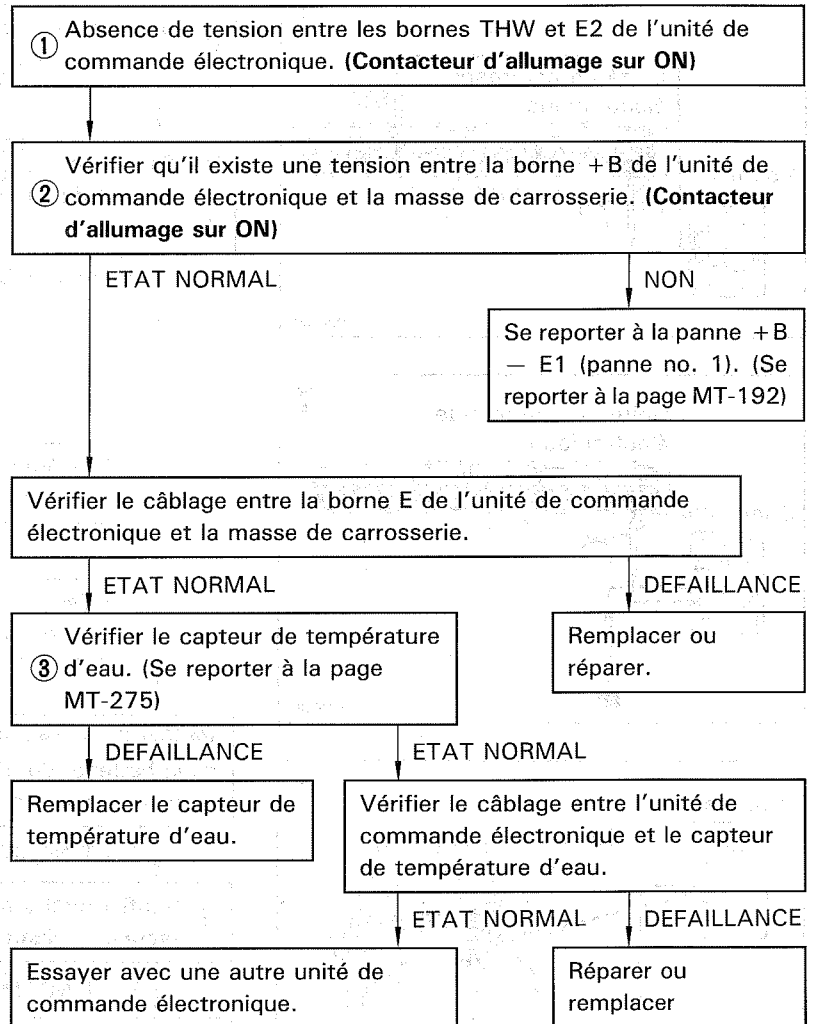 ① Absence de tension entre les bornes THW et E2 de l'unité de
commande électronique. (Contacteur d'allumage sur ON)
Vérifier qu'il existe une tension entre la borne +B de l'unité de
② commande électronique et la masse de carrosserie. (Contacteur
d'allumage sur ON)
ETAT NORMAL
NON
Se reporter à la panne +B
— E1 (panne no. 1). (Se
reporter à la page MT-192)
Vérifier le câblage entre la borne E de l'unité de commande
électronique et la masse de carrosserie.
ETAT NORMAL
DEFAILLANCE
Vérifier le capteur de température
③ d'eau. (Se reporter à la page
MT-275)
Remplacer ou
réparer.
DEFAILLANCE
ETAT NORMAL
Remplacer le capteur de
température d'eau.
Vérifier le câblage entre l'unité de
commande électronique et le capteur
de température d'eau.
ETAT NORMAL
DEFAILLANCE
Essayer avec une autre unité de
commande électronique.
Réparer ou
remplacer